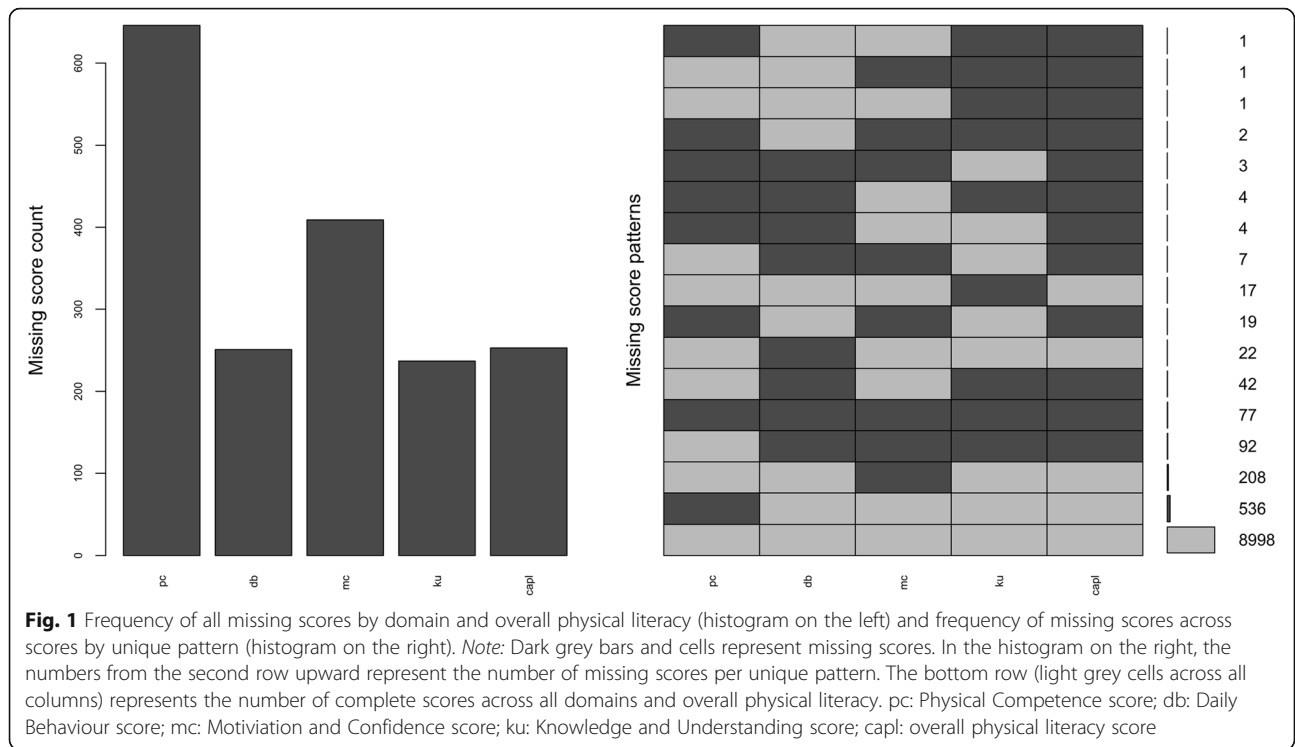 Missing score count
0
100
200
300
400
500
600
pc
db
mc
ku
capl
Missing score patterns
pc
db
mc
ku
capl
1
1
1
2
3
4
4
7
17
19
22
42
77
92
208
536
8998
Fig. 1 Frequency of all missing scores by domain and overall physical literacy (histogram on the left) and frequency of missing scores across
scores by unique pattern (histogram on the right). Note: Dark grey bars and cells represent missing scores. In the histogram on the right, the
numbers from the second row upward represent the number of missing scores per unique pattern. The bottom row (light grey cells across all
columns) represents the number of complete scores across all domains and overall physical literacy. pc: Physical Competence score; db: Daily
Behaviour score; mc: Motiviation and Confidence score; ku: Knowledge and Understanding score; capl: overall physical literacy score